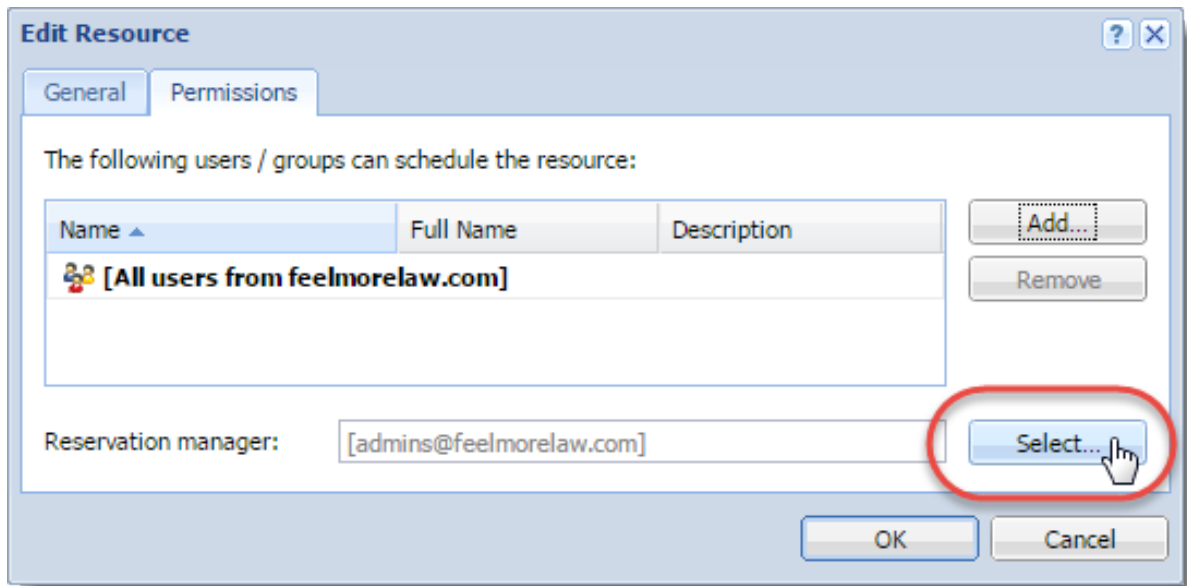 Edit Resource ?
General Permissions
The following users / groups can schedule the resource:
Name Full Name Description
Add...
[All users from feelmorelaw.com]
Remove
Reservation manager: [admins@feelmorelaw.com] Select...
OK Cancel